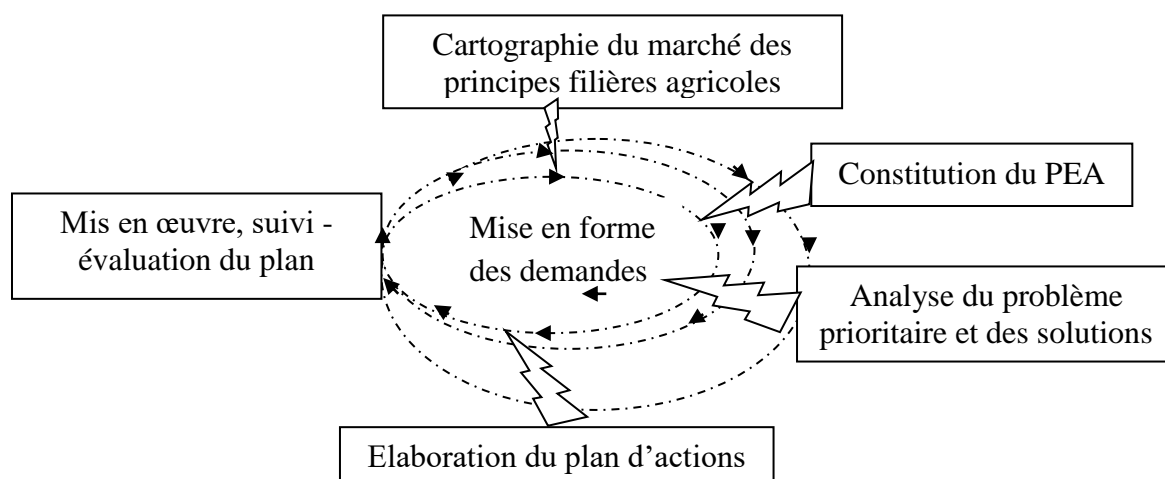 Cartographie du marché des
principes filières agricoles
Constitution du PEA
Mis en œuvre, suivi -
évaluation du plan
Mise en forme
des demandes
Analyse du problème
prioritaire et des solutions
Elaboration du plan d'actions